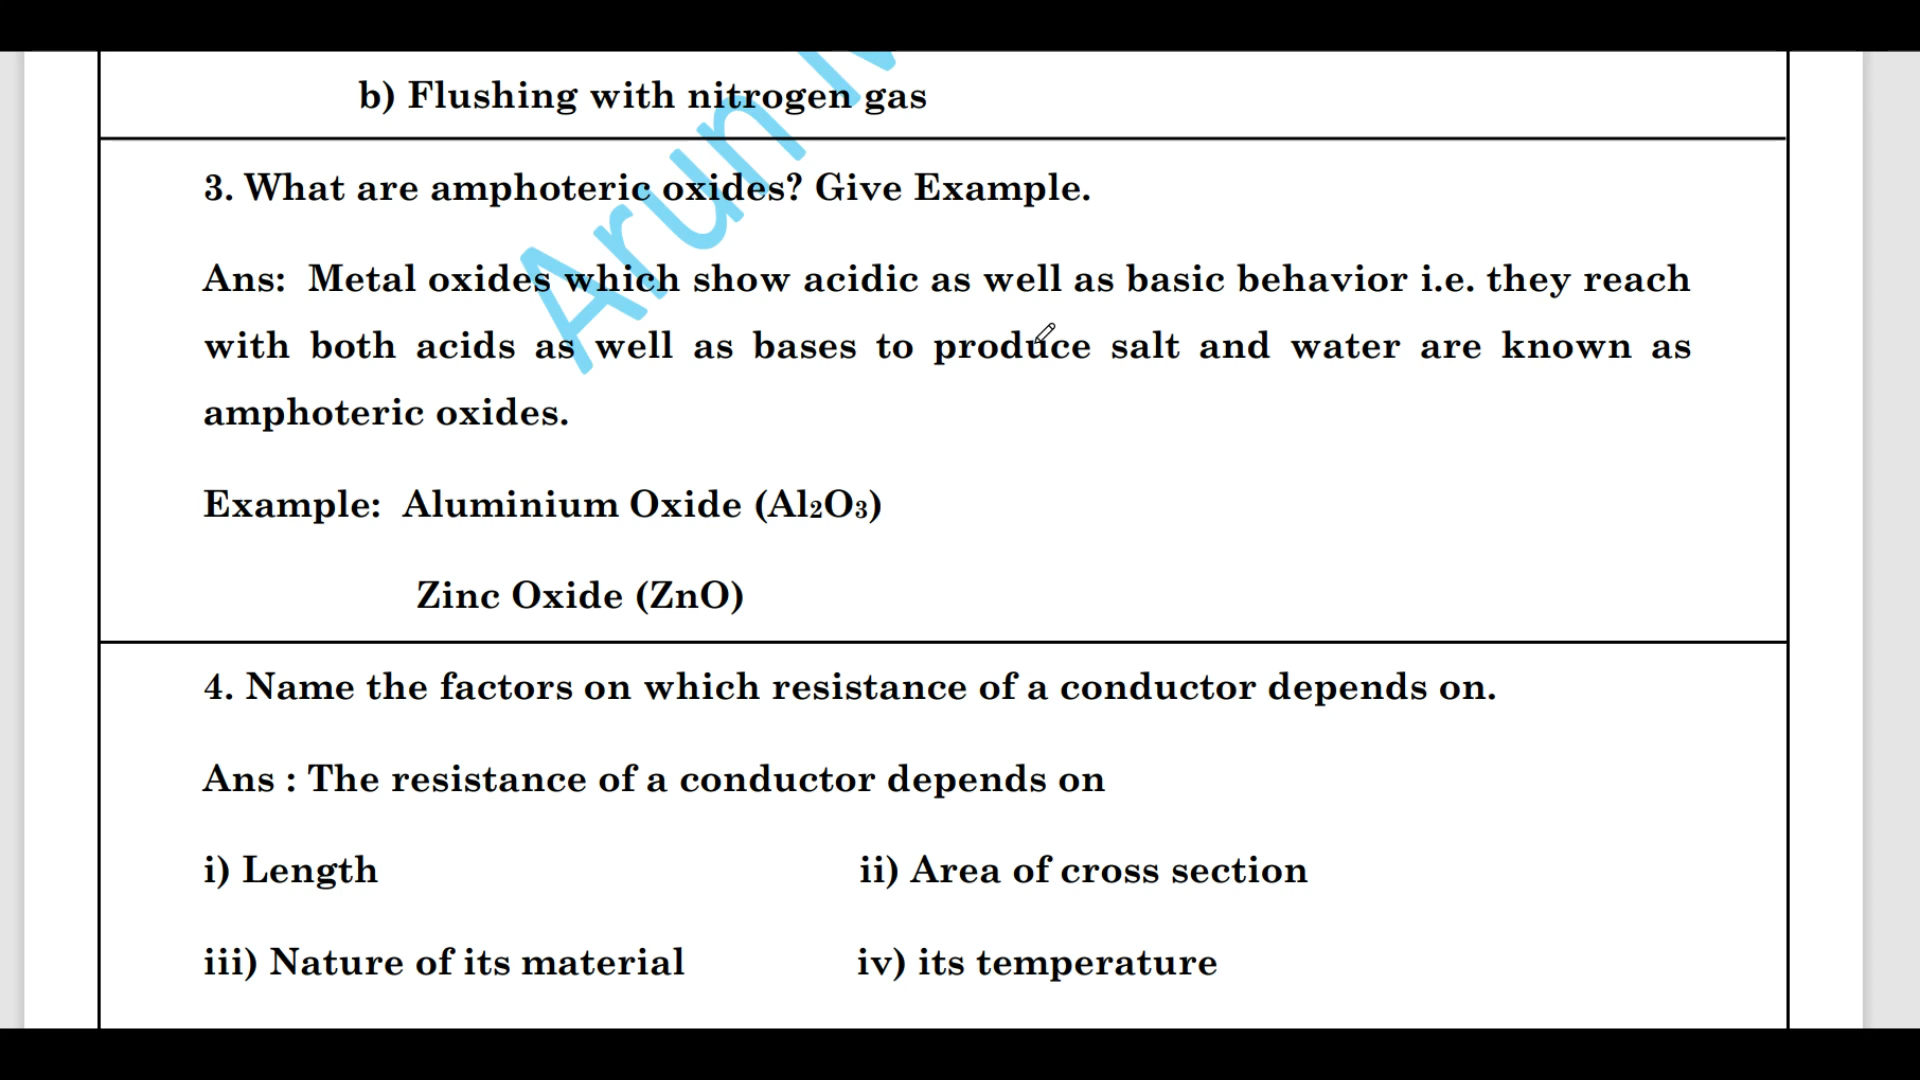 b) Flushing with nitrogen gas
3. What are amphoteric oxides? Give Example.
Ans: Metal oxides which show acidic as well as basic behavior i.e. they reach
with both acids as well as bases to produce salt and water are known as
amphoteric oxides.
Example: Aluminium Oxide (Al₂O₃)
Zinc Oxide (ZnO)
4. Name the factors on which resistance of a conductor depends on.
Ans : The resistance of a conductor depends on
i) Length ii) Area of cross section
iii) Nature of its material iv) its temperature
Arun